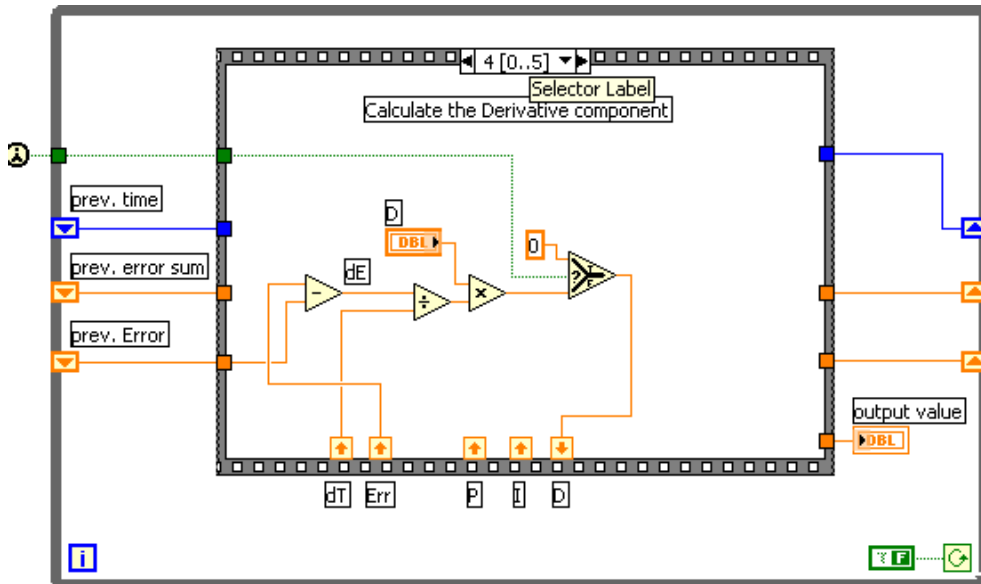 4 [0..5]
Selector Label
Calculate the Derivative component
prev. time
D
DBL
0
prev. error sum
dE
- ÷ x ?
prev. Error
output value
DBL
dT Err P I D
i
? F